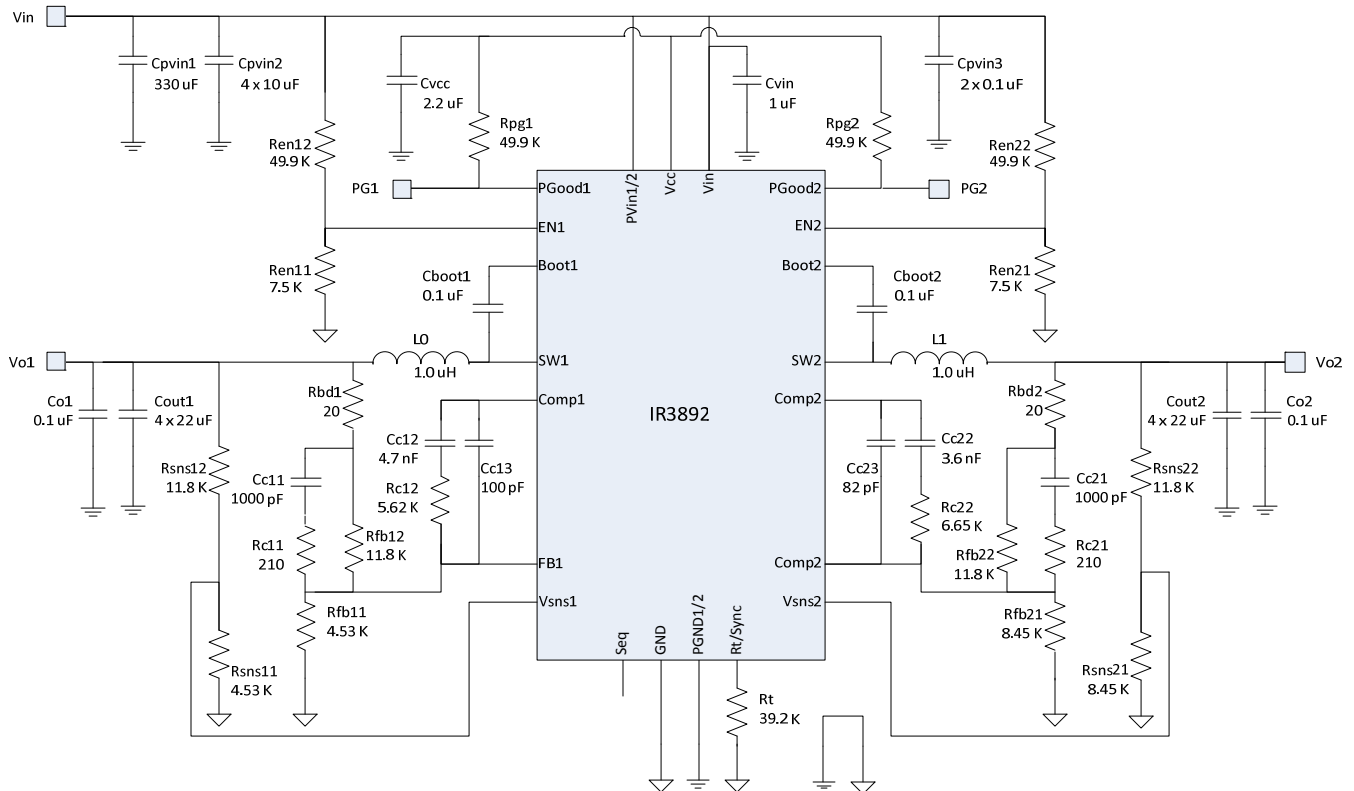 Vin
Cpvin1
330 uF
Cpvin2
4 x 10 uF
Cvcc
2.2 uF
Rpg1
49.9 K
Cvin
1 uF
Rpg2
49.9 K
Cpvin3
2 x 0.1 uF
Ren12
49.9 K
Ren22
49.9 K
PG1
PG2
PGood1
PVin1/2
Vcc
Vin
PGood2
EN1
EN2
Ren11
7.5 K
Ren21
7.5 K
Boot1
Boot2
Cboot1
0.1 uF
Cboot2
0.1 uF
Vo1
L0
1.0 uH
SW1
SW2
L1
1.0 uH
Vo2
Co1
0.1 uF
Cout1
4 x 22 uF
Rbd1
20
Comp1
IR3892
Comp2
Rbd2
20
Cout2
4 x 22 uF
Co2
0.1 uF
Rsns12
11.8 K
Cc11
1000 pF
Cc12
4.7 nF
Cc13
100 pF
Rc12
5.62 K
Cc23
82 pF
Cc22
3.6 nF
Rc22
6.65 K
Cc21
1000 pF
Rsns22
11.8 K
Rc11
210
Rfb12
11.8 K
FB1
Comp2
Rfb22
11.8 K
Rc21
210
Vsns1
Vsns2
Rfb11
4.53 K
Rfb21
8.45 K
Rsns11
4.53 K
Rsns21
8.45 K
Seq
GND
PGND1/2
Rt/Sync
Rt
39.2 K